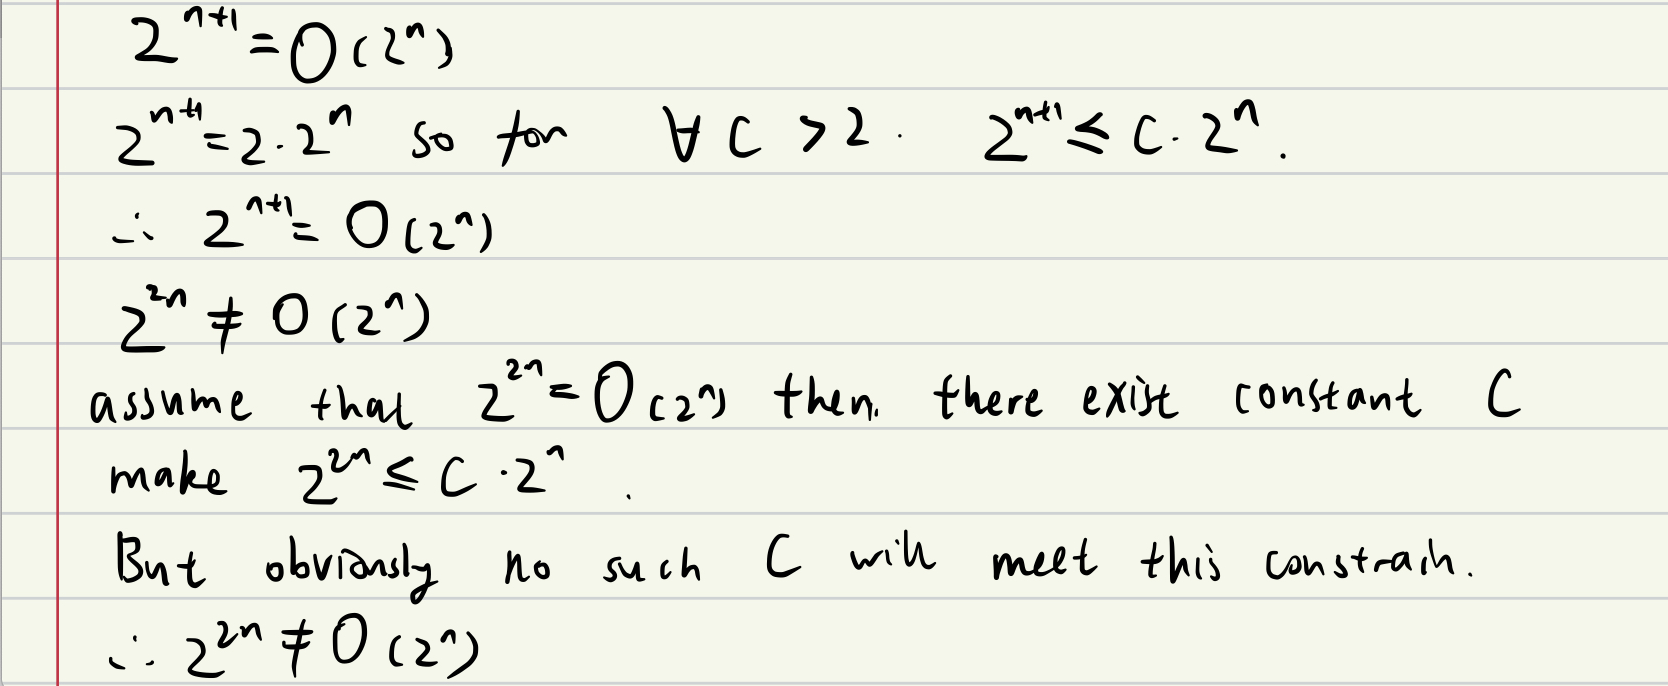 2^{n+1} = O(2^n)
2^{n+1} = 2·2^n so for ∀ C > 2. 2^{n+1} ≤ C·2^n.
∴ 2^{n+1} = O(2^n)
2^{2n} ≠ O(2^n)
assume that 2^{2n} = O(2^n) then, there exist constant C
make 2^{2n} ≤ C·2^n.
But obviously no such C will meet this constrain.
∴ 2^{2n} ≠ O(2^n)